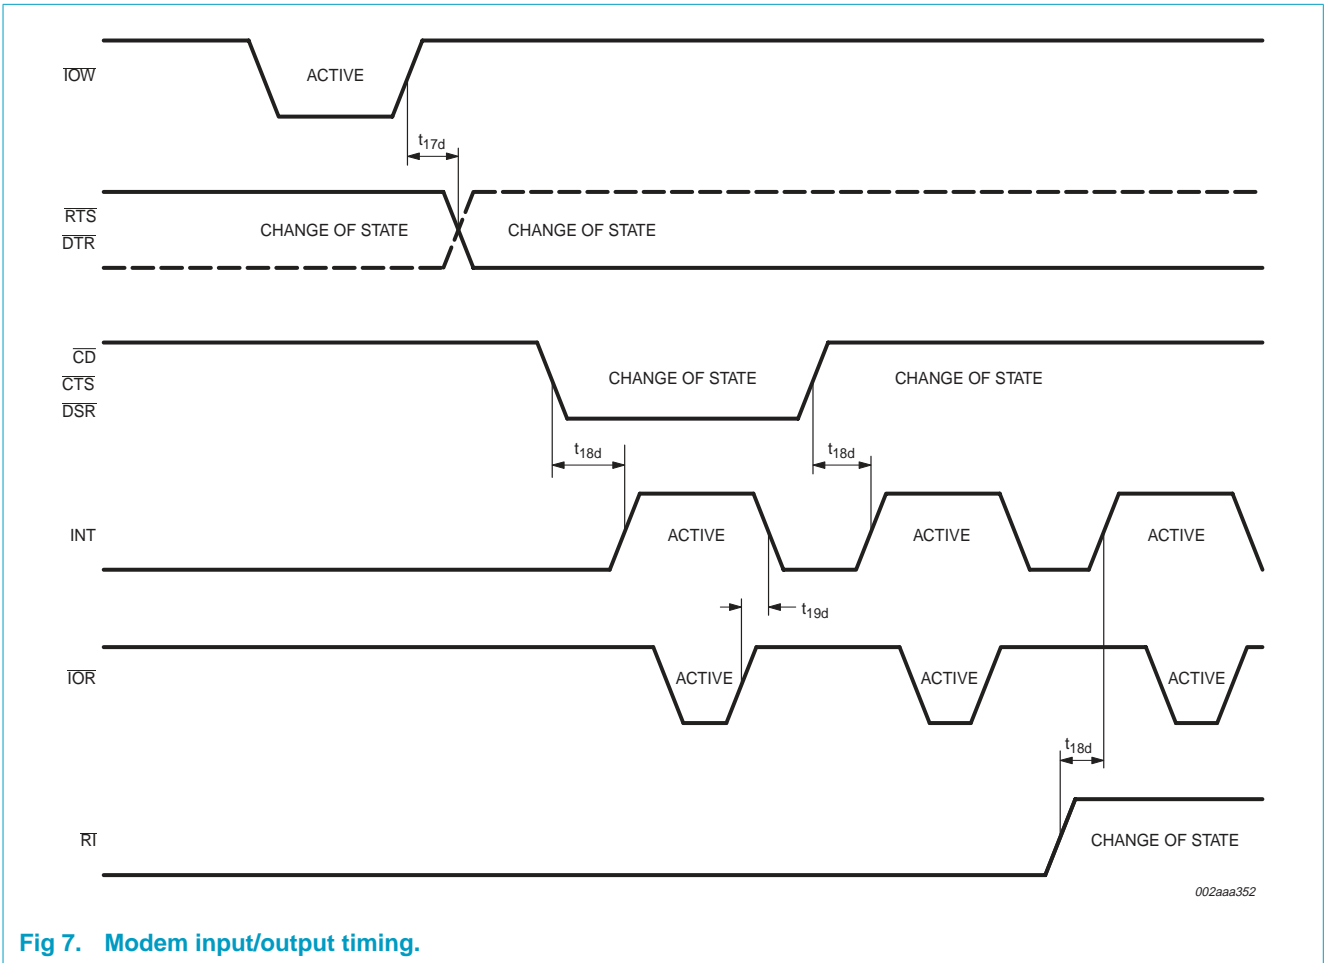 IOW
ACTIVE
t17d
RTS
DTR
CHANGE OF STATE CHANGE OF STATE
CD
CTS
DSR
CHANGE OF STATE CHANGE OF STATE
t18d t18d
INT
ACTIVE ACTIVE ACTIVE
t19d
IOR
ACTIVE ACTIVE ACTIVE
t18d
RI
CHANGE OF STATE
002aaa352
Fig 7. Modem input/output timing.